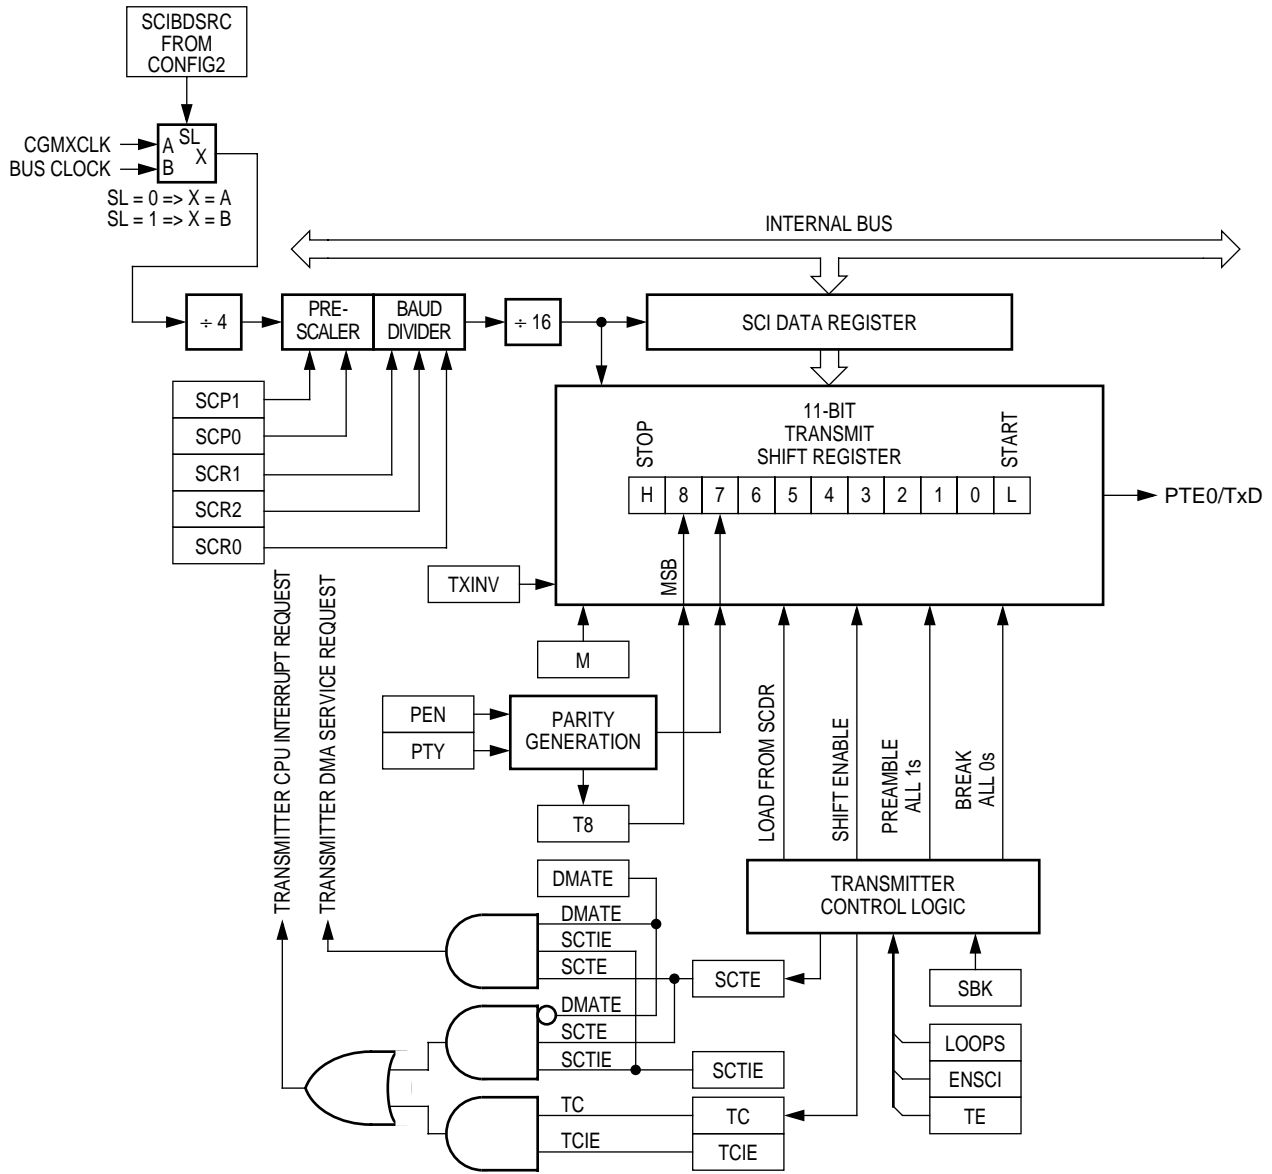 SCIBDSRC
FROM
CONFIG2
CGMXCLK
BUS CLOCK
A
SL
B
X
SL = 0 => X = A
SL = 1 => X = B
INTERNAL BUS
÷ 4
PRE-
SCALER
BAUD
DIVIDER
÷ 16
SCI DATA REGISTER
SCP1
SCP0
SCR1
SCR2
SCR0
11-BIT
TRANSMIT
SHIFT REGISTER
STOP
START
H 8 7 6 5 4 3 2 1 0 L
PTE0/TxD
TXINV
MSB
M
PEN
PTY
PARITY
GENERATION
T8
LOAD FROM SCDR
SHIFT ENABLE
PREAMBLE
ALL 1s
BREAK
ALL 0s
TRANSMITTER CPU INTERRUPT REQUEST
TRANSMITTER DMA SERVICE REQUEST
TRANSMITTER
CONTROL LOGIC
DMATE
DMATE
SCTIE
SCTE
SCTE
SBK
DMATE
SCTE
SCTIE
SCTIE
LOOPS
ENSCI
TE
TC
TC
TCIE
TCIE